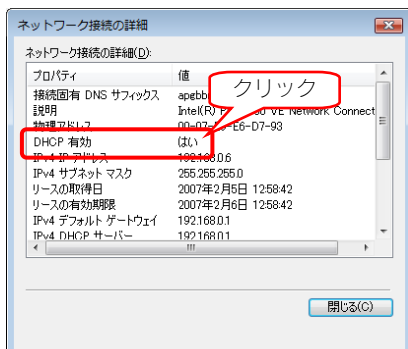 ネットワーク接続の詳細
ネットワーク接続の詳細(D):
プロパティ 値
接続固有 DNS サフィックス
クリック
説明 Intel(R) VE Network Connect
物理アドレス -E6-D7-93
DHCP 有効 はい
IPv4 IP アドレス 192.168.0.6
IPv4 サブネット マスク 255.255.255.0
リースの取得日 2007年2月5日 12:58:42
リースの有効期限 2007年2月6日 12:58:42
IPv4 デフォルト ゲートウェイ 192.168.0.1
IPv4 DHCP サーバー 192.168.0.1
閉じる(C)